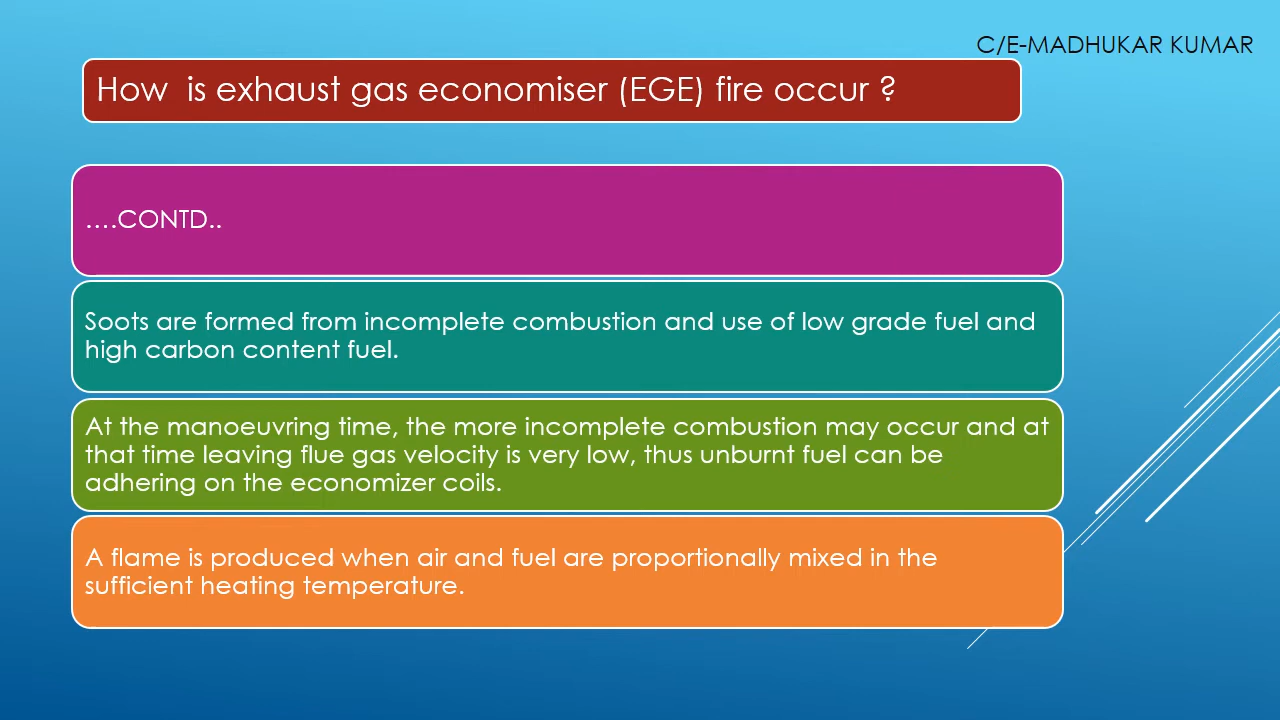 C/E-MADHUKAR KUMAR
How is exhaust gas economiser (EGE) fire occur ?
....CONTD..
Soots are formed from incomplete combustion and use of low grade fuel and
high carbon content fuel.
At the manoeuvring time, the more incomplete combustion may occur and at
that time leaving flue gas velocity is very low, thus unburnt fuel can be
adhering on the economizer coils.
A flame is produced when air and fuel are proportionally mixed in the
sufficient heating temperature.